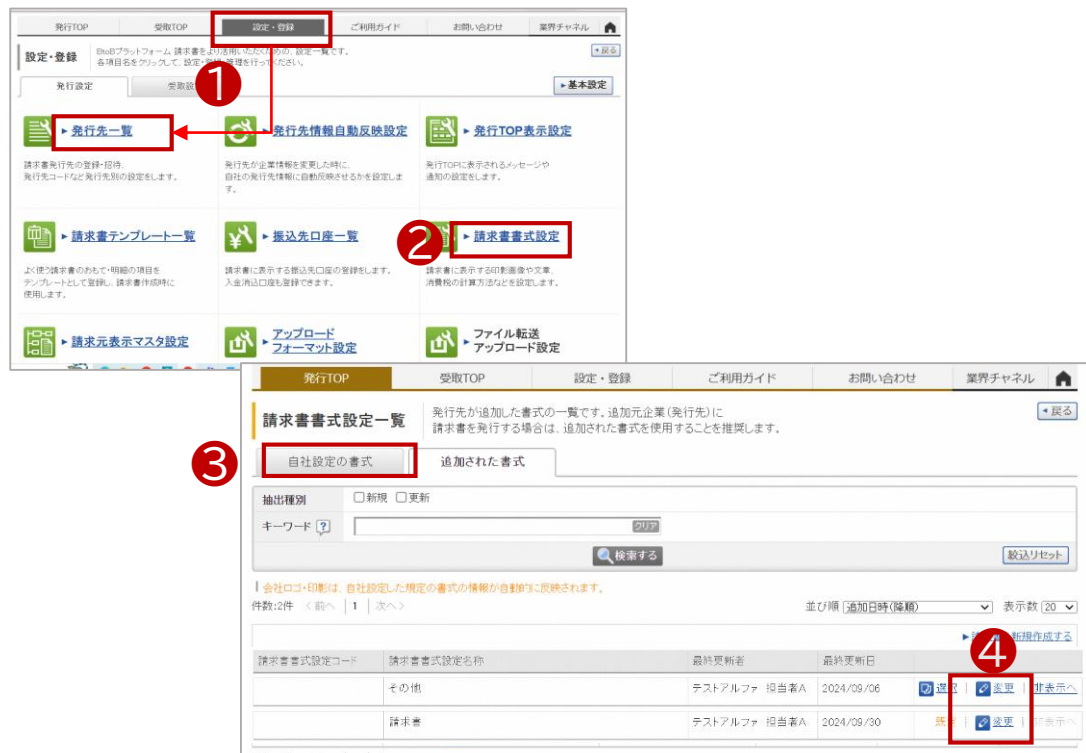 発行TOP 受取TOP 設定・登録 ご利用ガイド お問い合わせ 業界チャネル
設定・登録
BtoBプラットフォーム 請求書をより活用いただくための、設定一覧です。
各項目名をクリックして、設定・登録・管理を行ってください。
戻る
発行設定 受取設
基本設定
1
発行先一覧
発行先情報自動反映設定
発行TOP表示設定
請求書発行先の登録・招待、
発行先コードなど発行先別の設定をします。
発行先が企業情報を変更した時に、
自社の発行先情報に自動反映させるかを設定しま
す。
発行TOPに表示されるメッセージや
通知の設定をします。
請求書テンプレート一覧
振込先口座一覧
2
請求書書式設定
よく使う請求書のおもて・明細の項目を
テンプレートとして登録し、請求書作成時に
使用します。
請求書に表示する振込先口座の登録をします。
入金消込口座も登録できます。
請求書に表示する印影画像や文章、
消費税の計算方法などを設定します。
請求元表示マスタ設定
アップロード
フォーマット設定
ファイル転送
アップロード設定
発行TOP 受取TOP 設定・登録 ご利用ガイド お問い合わせ 業界チャネル
請求書書式設定一覧
発行先が追加した書式の一覧です。追加元企業(発行先)に
請求書を発行する場合は、追加された書式を使用することを推奨します。
戻る
3
自社設定の書式 追加された書式
抽出種別 新規 更新
キーワード ? クリア
検索する
絞込リセット
会社ロゴ・印影は、自社設定した規定の書式の情報が自動的に反映されます。
件数:2件 <前へ 1 次へ> 並び順 追加日時(降順) 表示数 20
新規作成する
4
請求書書式設定コード 請求書書式設定名称 最終更新者 最終更新日
その他 テストアルファ 担当者A 2024/09/06 選択 変更 非表示へ
請求書 テストアルファ 担当者A 2024/09/30 既 変更 非表示へ